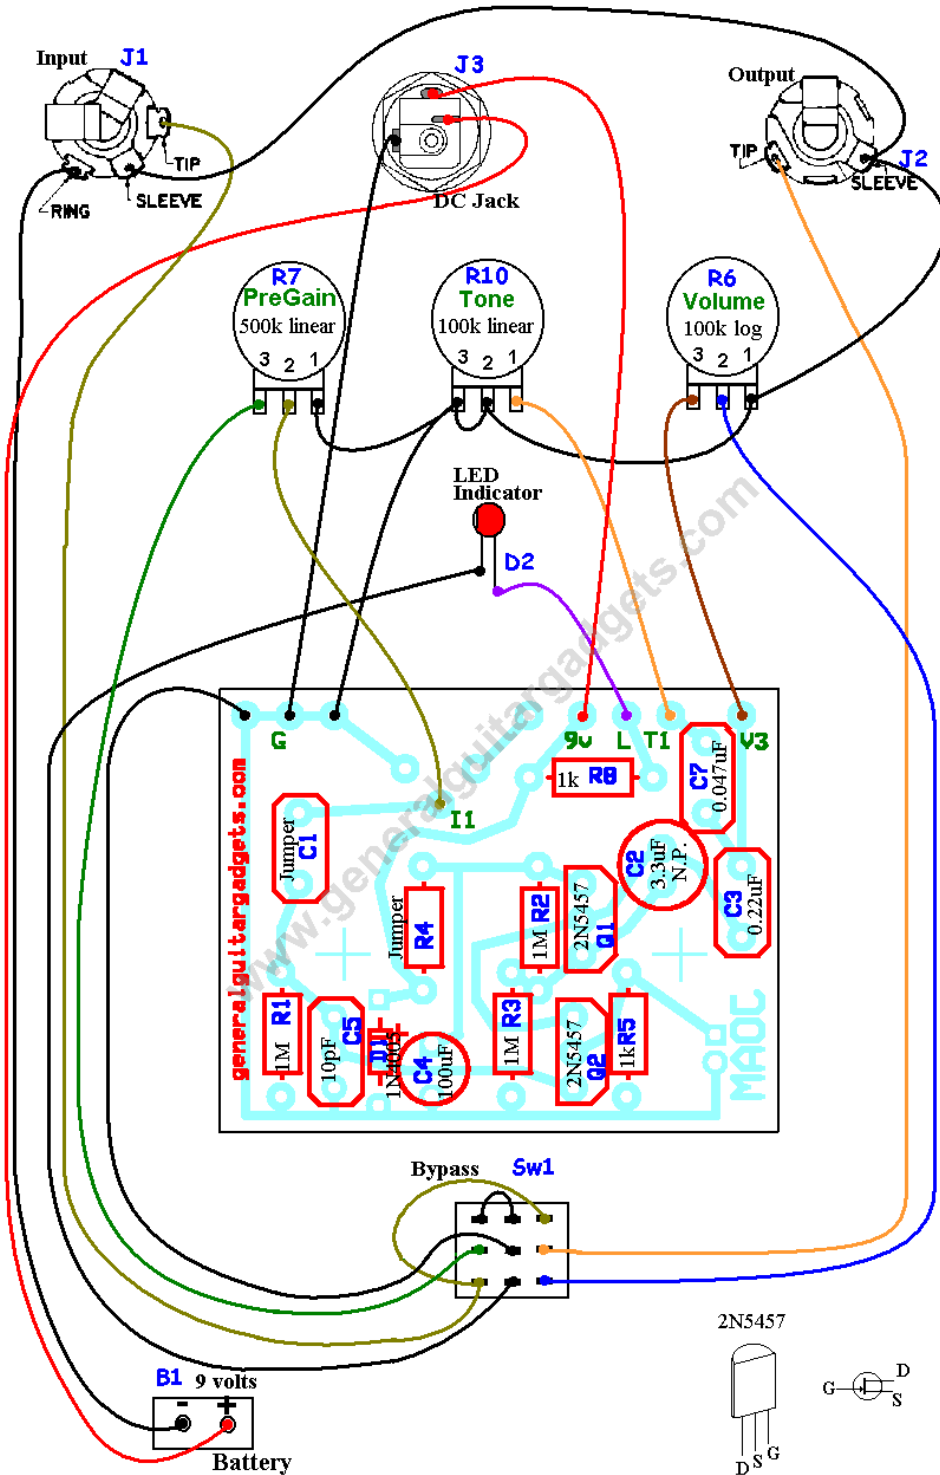 Input J1
J3
Output
TIP
TIP
J2
SLEEVE
SLEEVE
RING
DC Jack
R7
PreGain
500k linear
3 2 1
R10
Tone
100k linear
3 2 1
R6
Volume
100k log
3 2 1
LED
Indicator
D2
www.generalguitargadgets.com
G
9v L T1 V3
1k R8
C7
0.047uF
I1
generalguitargadgets.com
Jumper C1
C2
3.3uF
N.P.
Jumper R4
1M R2
2N5457 Q1
C3
0.22uF
1M R1
10pF C5
D1
1N4005
C4
100uF
1M R3
2N5457 Q2
1k R5
MAOC
Bypass Sw1
B1 9 volts
- +
Battery
2N5457
D S G
G
D
S